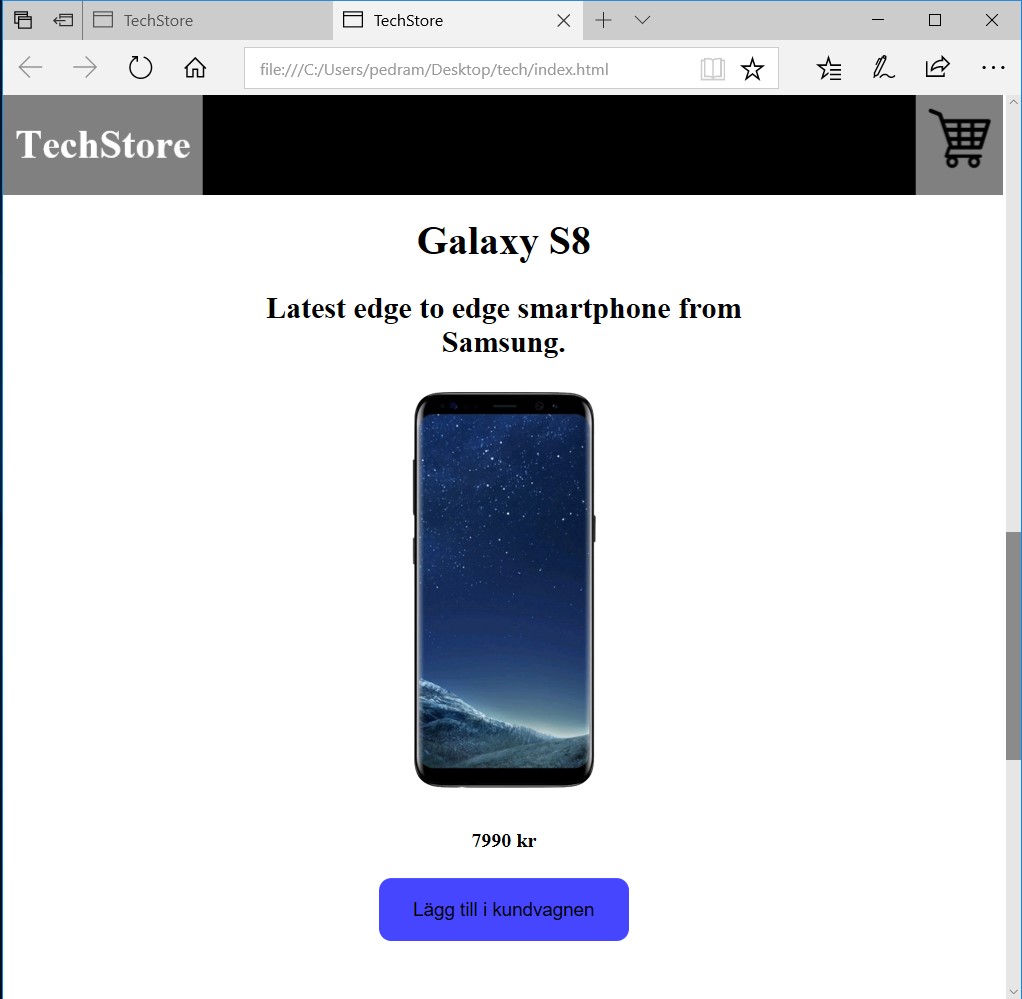 TechStore
TechStore
file:///C:/Users/pedram/Desktop/tech/index.html
TechStore
Galaxy S8
Latest edge to edge smartphone from
Samsung.
7990 kr
Lägg till i kundvagnen